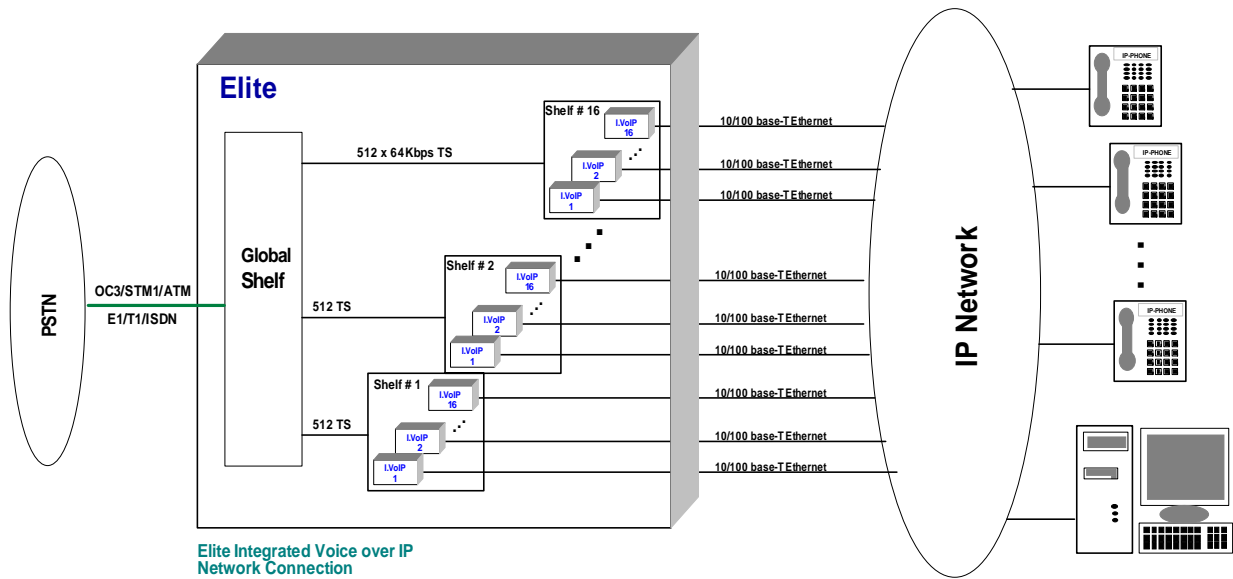 Elite
Shelf # 16
I.VoIP
16
I.VoIP
2
I.VoIP
1
512 x 64Kbps TS
10/100 base-T Ethernet
10/100 base-T Ethernet
10/100 base-T Ethernet
IP-PHONE
IP-PHONE
IP-PHONE
PSTN
OC3/STM1/ATM
E1/T1/ISDN
Global
Shelf
Shelf # 2
I.VoIP
16
I.VoIP
2
I.VoIP
1
512 TS
10/100 base-T Ethernet
10/100 base-T Ethernet
10/100 base-T Ethernet
IP Network
Shelf # 1
I.VoIP
16
I.VoIP
2
I.VoIP
1
512 TS
10/100 base-T Ethernet
10/100 base-T Ethernet
10/100 base-T Ethernet
Elite Integrated Voice over IP
Network Connection